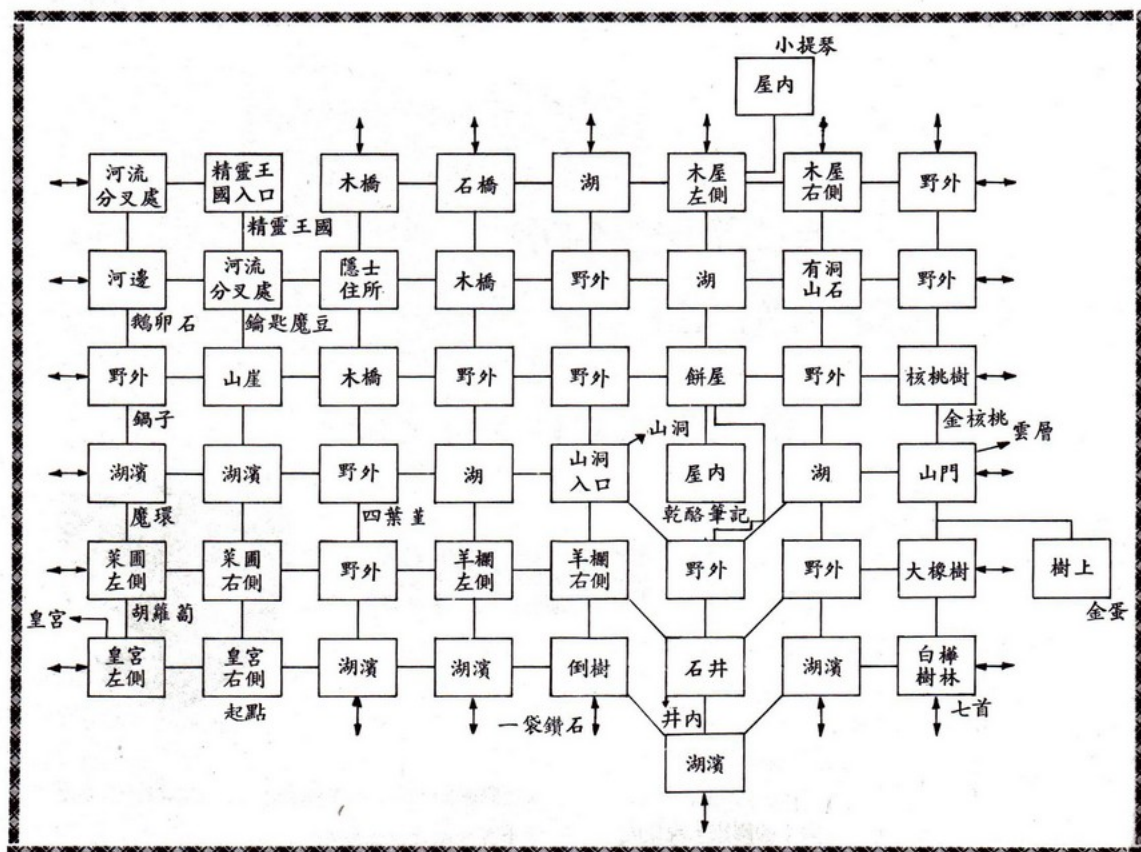 小提琴
屋內
河流
分叉處
精靈王
國入口
木橋
石橋
湖
木屋
左側
木屋
右側
野外
精靈王國
河邊
河流
分叉處
隱士
住所
木橋
野外
湖
有洞
山石
野外
鵝卵石
鑰匙魔豆
野外
山崖
木橋
野外
野外
餅屋
野外
核桃樹
鍋子
金核桃
山洞
雲層
湖濱
湖濱
野外
湖
山洞
入口
屋內
湖
山門
魔環
四葉堇
乾酪筆記
菜圃
左側
菜圃
右側
野外
羊欄
左側
羊欄
右側
野外
野外
大橡樹
樹上
胡蘿蔔
金蛋
皇宮
皇宮
左側
皇宮
右側
湖濱
湖濱
倒樹
石井
湖濱
白樺
樹林
起點
一袋鑽石
井內
七首
湖濱